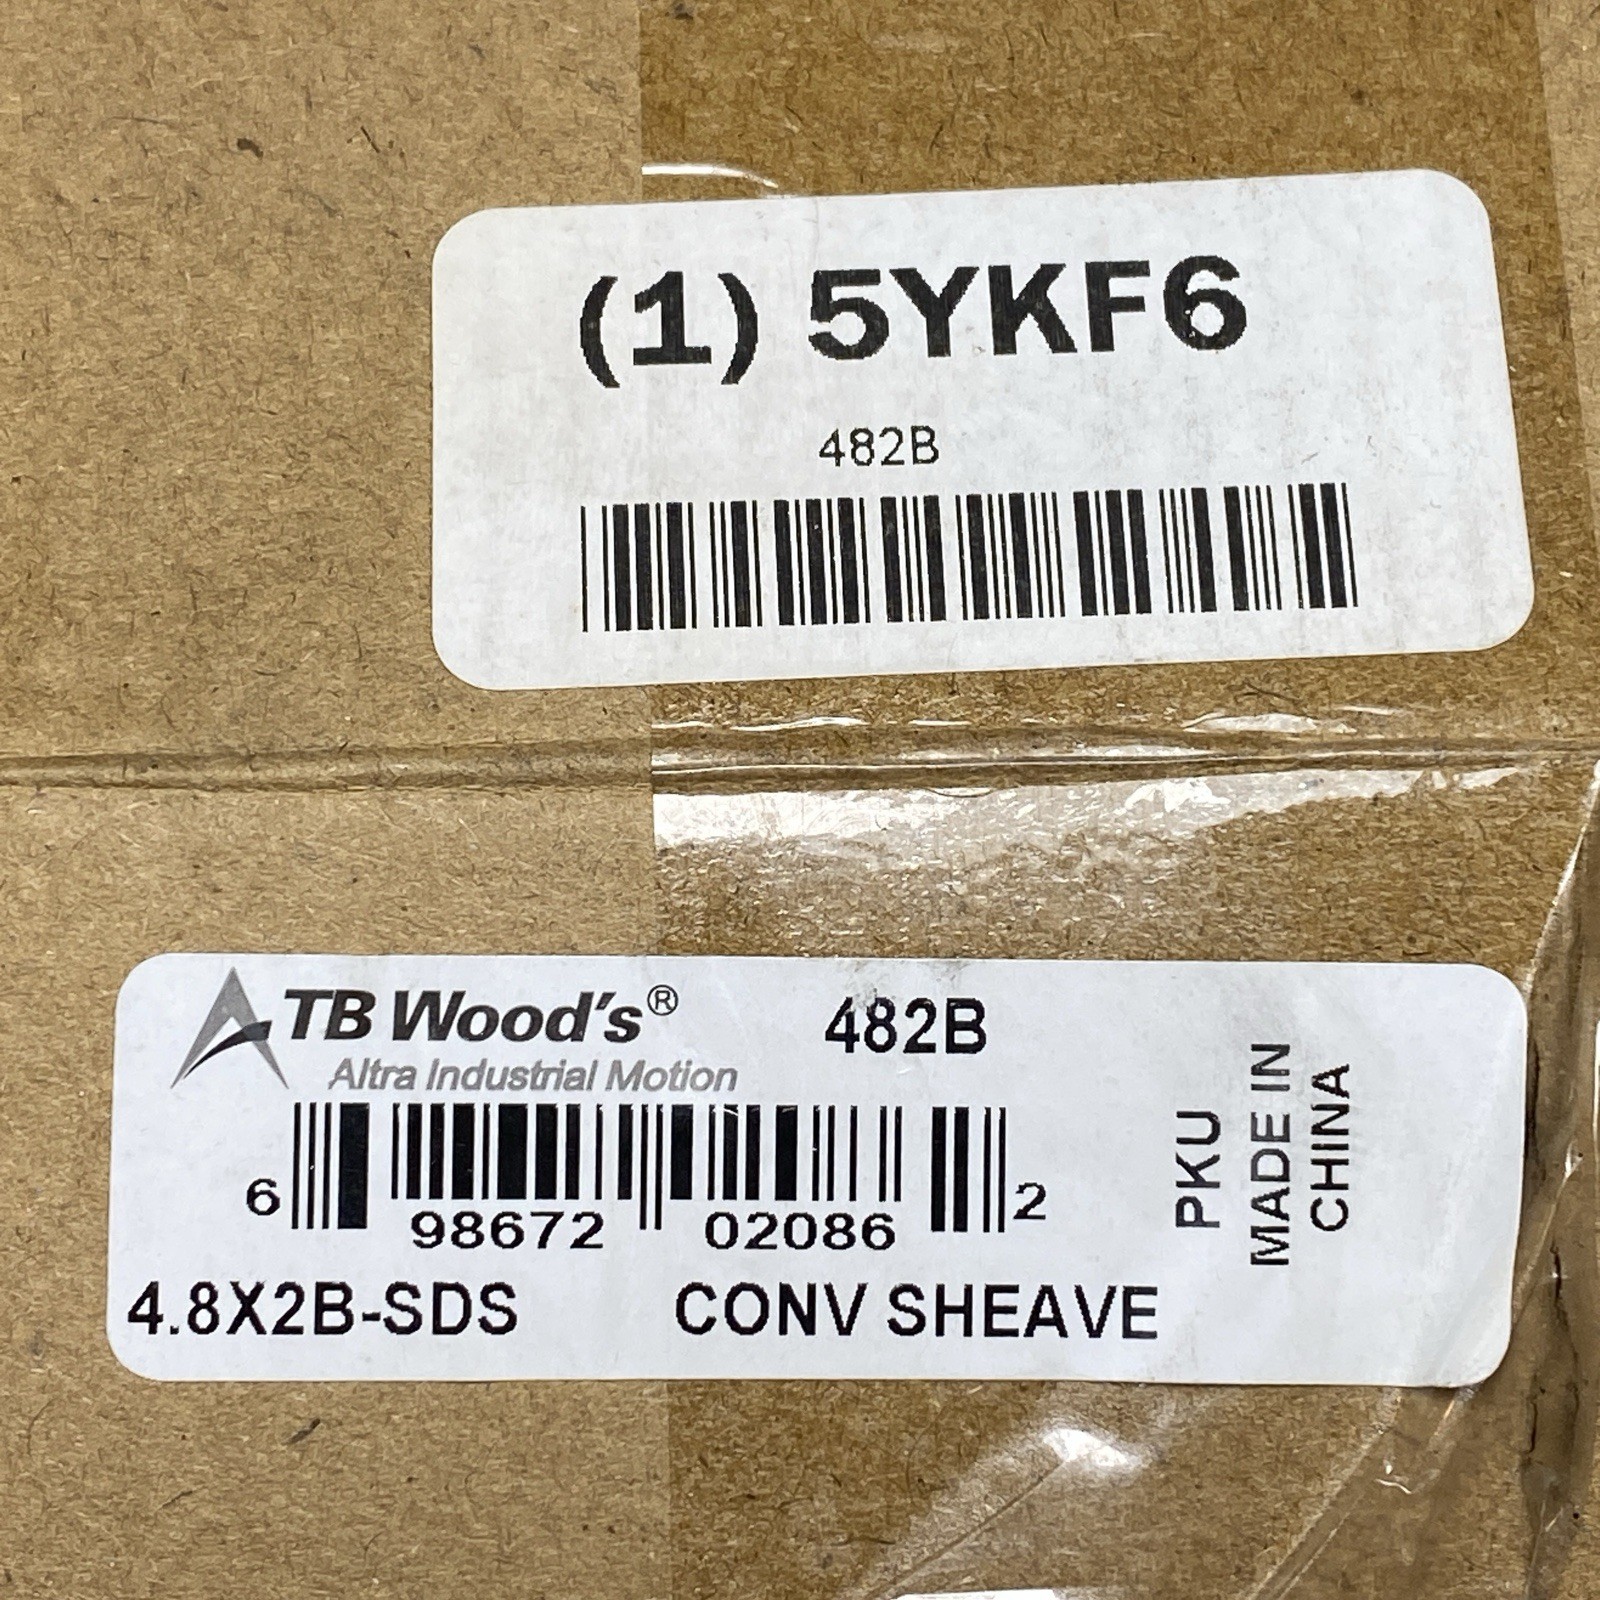 (1) 5YKF6
482B
TB Wood's® 482B
Altra Industrial Motion
6 98672 02086 2
4.8X2B-SDS CONV SHEAVE
PKU
MADE IN
CHINA